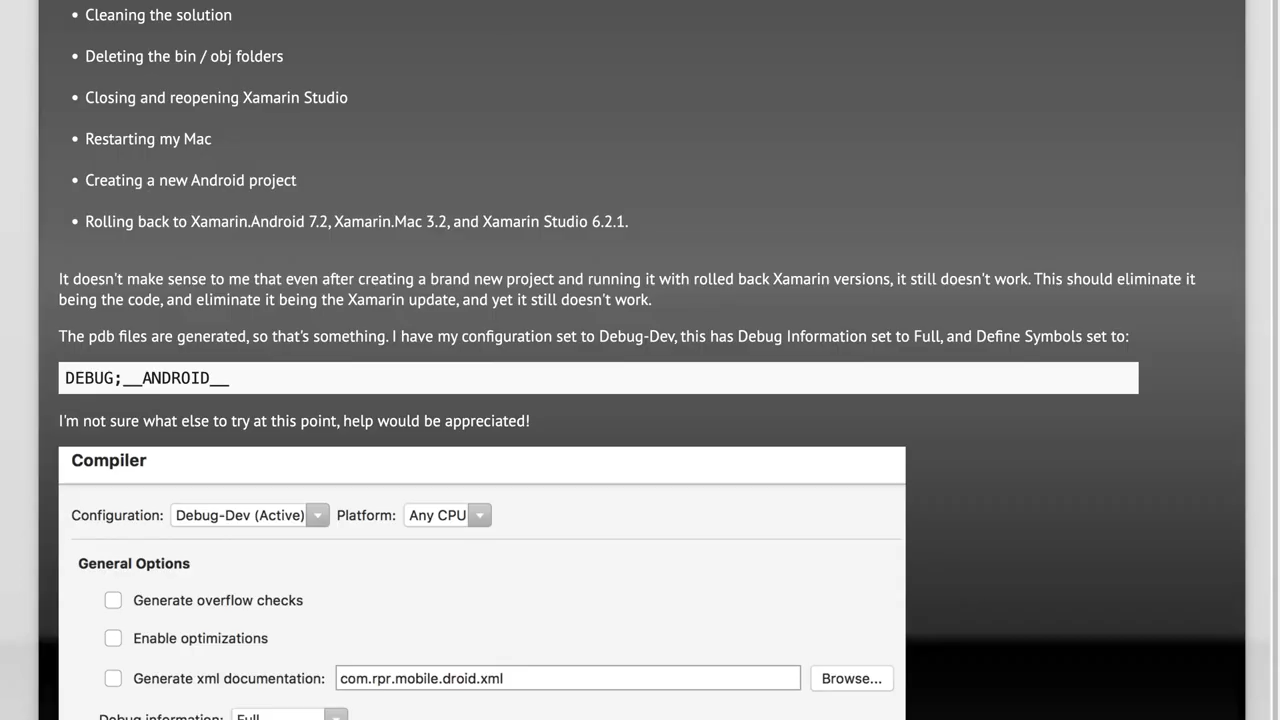 • Cleaning the solution
• Deleting the bin / obj folders
• Closing and reopening Xamarin Studio
• Restarting my Mac
• Creating a new Android project
• Rolling back to Xamarin.Android 7.2, Xamarin.Mac 3.2, and Xamarin Studio 6.2.1.
It doesn't make sense to me that even after creating a brand new project and running it with rolled back Xamarin versions, it still doesn't work. This should eliminate it
being the code, and eliminate it being the Xamarin update, and yet it still doesn't work.
The pdb files are generated, so that's something. I have my configuration set to Debug-Dev, this has Debug Information set to Full, and Define Symbols set to:
DEBUG;__ANDROID__
I'm not sure what else to try at this point, help would be appreciated!
Compiler
Configuration: Debug-Dev (Active) Platform: Any CPU
General Options
Generate overflow checks
Enable optimizations
Generate xml documentation: com.rpr.mobile.droid.xml Browse...
Debug information: Full